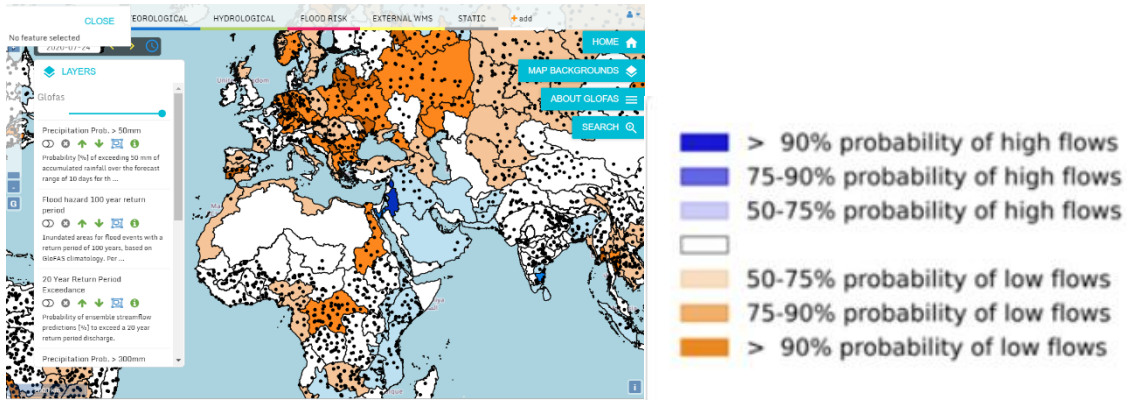 CLOSE
No feature selected
METEOROLOGICAL
HYDROLOGICAL
FLOOD RISK
EXTERNAL WMS
STATIC
+ add
2020-07-24
LAYERS
Glofas
Precipitation Prob. > 50mm
Probability [%] of exceeding 50 mm of
accumulated rainfall over the forecast
range of 10 days for th ...
Flood hazard 100 year return
period
Inundated areas for flood events with a
return period of 100 years, based on
GloFAS climatology. Per ...
20 Year Return Period
Exceedance
Probability of ensemble streamflow
predictions [%] to exceed a 20 year
return period discharge.
Precipitation Prob. > 300mm
HOME
MAP BACKGROUNDS
ABOUT GLOFAS
SEARCH
G
i
> 90% probability of high flows
75-90% probability of high flows
50-75% probability of high flows
50-75% probability of low flows
75-90% probability of low flows
> 90% probability of low flows